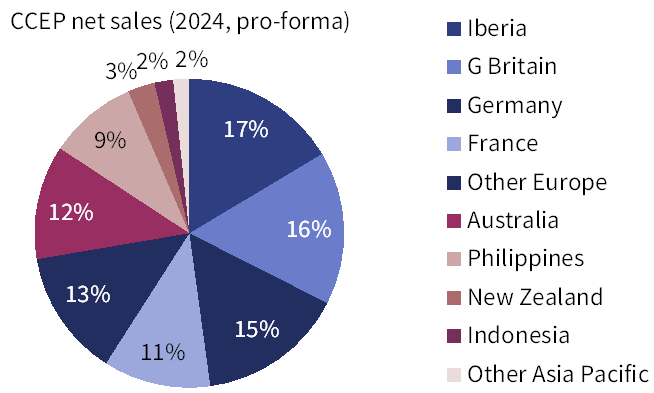 CCEP net sales (2024, pro-forma)
3%
2%
2%
17%
9%
12%
16%
13%
15%
11%
Iberia
G Britain
Germany
France
Other Europe
Australia
Philippines
New Zealand
Indonesia
Other Asia Pacific